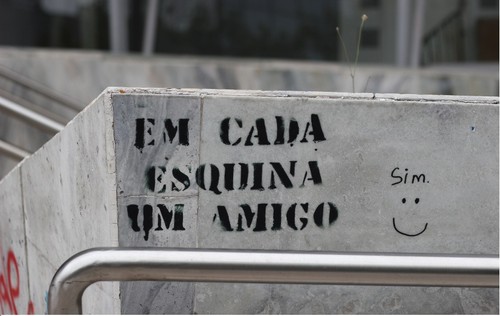 EM CADA
ESQUINA
UM AMIGO
Sim.